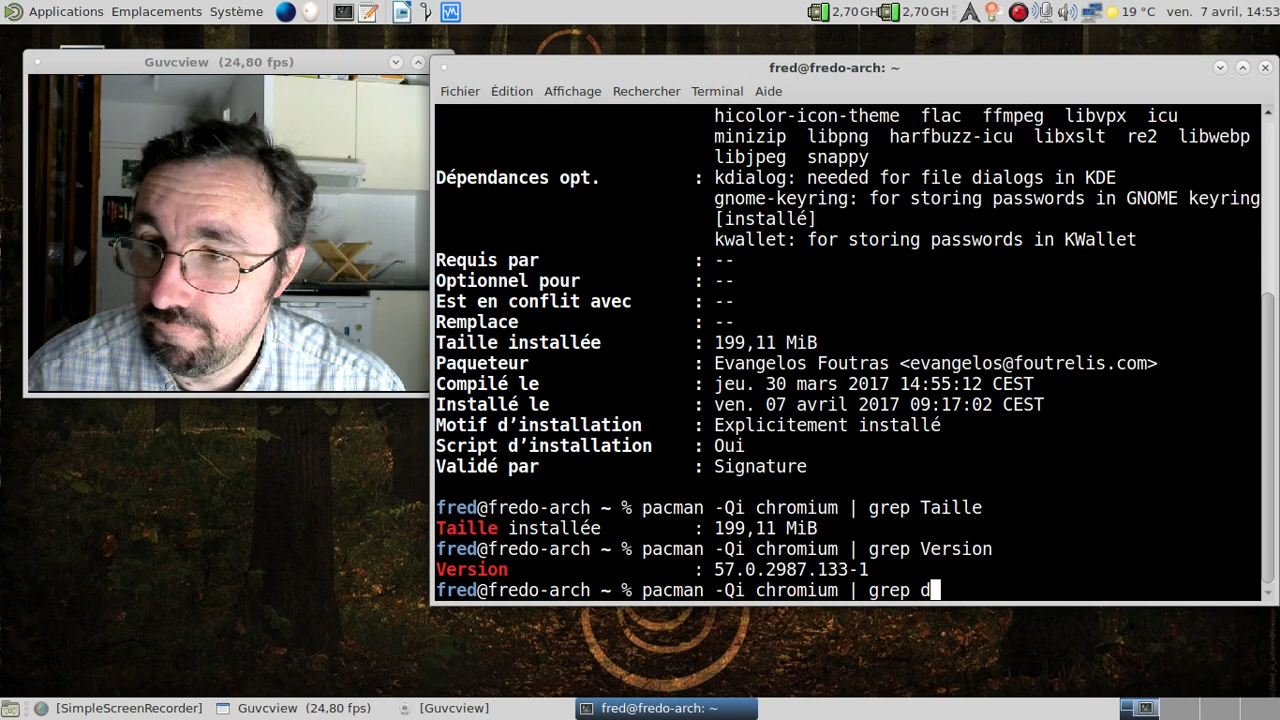 Applications Emplacements Système 2,70 GH 2,70 GH 19 °C ven. 7 avril, 14:53
Guvcview (24,80 fps)
fred@fredo-arch: ~
Fichier Édition Affichage Rechercher Terminal Aide
hicolor-icon-theme flac ffmpeg libvpx icu
minizip libpng harfbuzz-icu libxslt re2 libwebp
libjpeg snappy
Dépendances opt. : kdialog: needed for file dialogs in KDE
gnome-keyring: for storing passwords in GNOME keyring
[installé]
kwallet: for storing passwords in KWallet
Requis par : --
Optionnel pour : --
Est en conflit avec : --
Remplace : --
Taille installée : 199,11 MiB
Paqueteur : Evangelos Foutras <evangelos@foutrelis.com>
Compilé le : jeu. 30 mars 2017 14:55:12 CEST
Installé le : ven. 07 avril 2017 09:17:02 CEST
Motif d’installation : Explicitement installé
Script d’installation : Oui
Validé par : Signature
fred@fredo-arch ~ % pacman -Qi chromium | grep Taille
Taille installée : 199,11 MiB
fred@fredo-arch ~ % pacman -Qi chromium | grep Version
Version : 57.0.2987.133-1
fred@fredo-arch ~ % pacman -Qi chromium | grep d
[SimpleScreenRecorder] Guvcview (24,80 fps) [Guvcview] fred@fredo-arch: ~